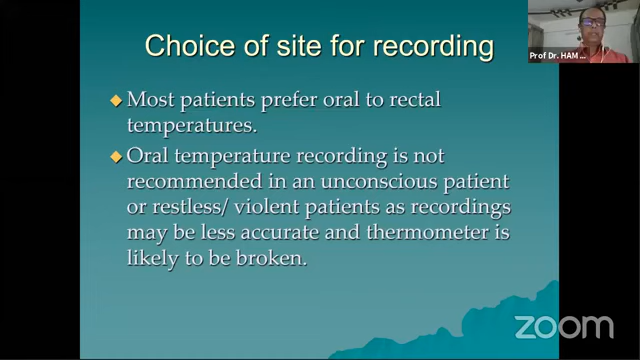 Choice of site for recording
Prof Dr. HAM ...
Most patients prefer oral to rectal
temperatures.
Oral temperature recording is not
recommended in an unconscious patient
or restless/ violent patients as recordings
may be less accurate and thermometer is
likely to be broken.
zoom